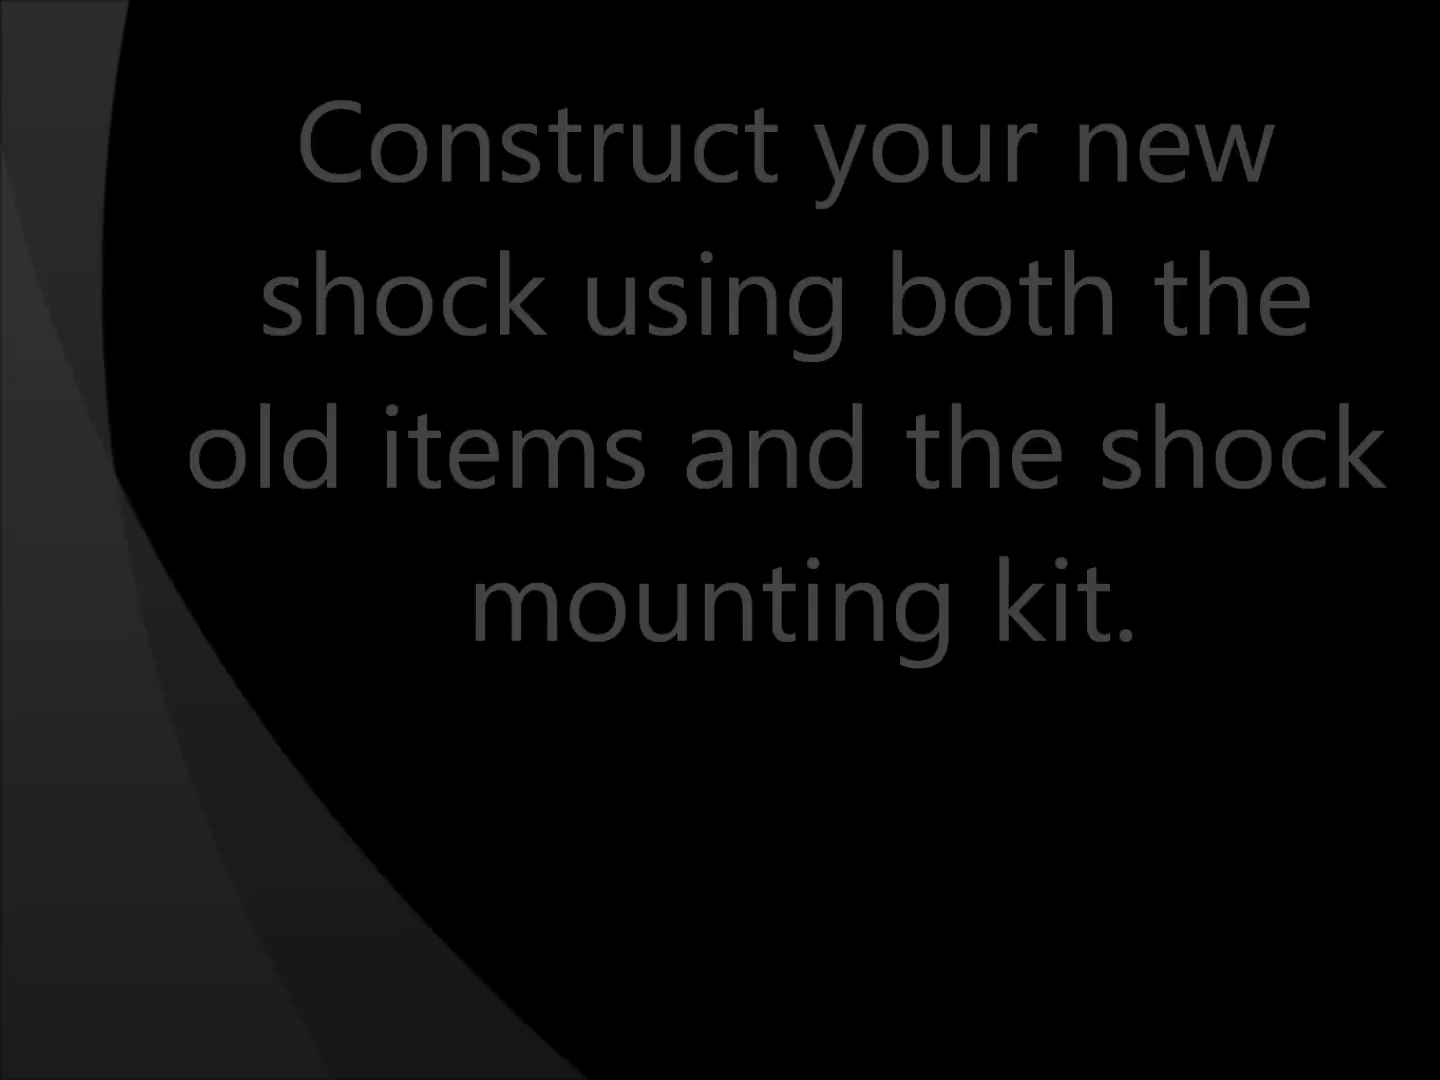 Construct your new
shock using both the
old items and the shock
mounting kit.